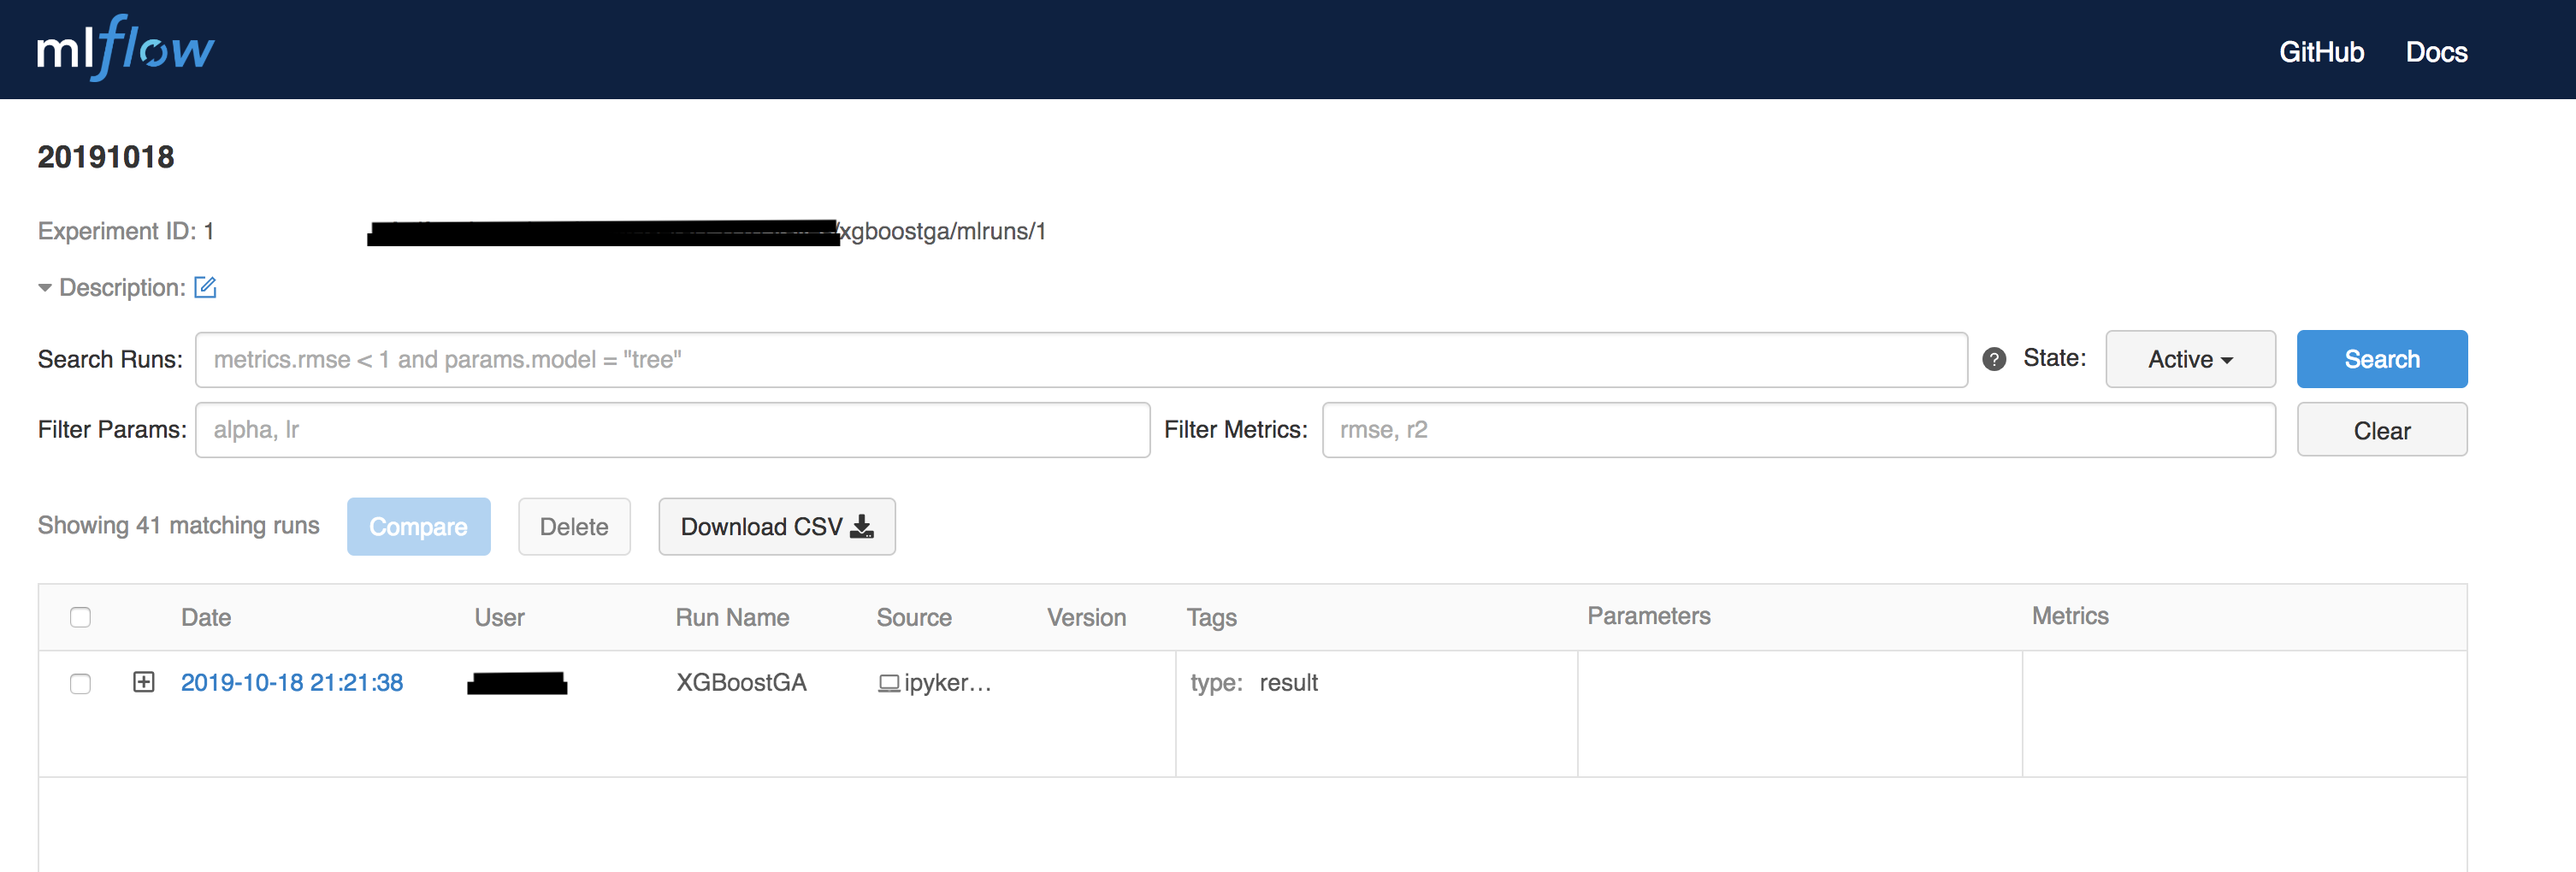 mlflow GitHub Docs
20191018
Experiment ID: 1 /xgboostga/mlruns/1
Description:
Search Runs: metrics.rmse < 1 and params.model = "tree" ? State: Active Search
Filter Params: alpha, lr Filter Metrics: rmse, r2 Clear
Showing 41 matching runs Compare Delete Download CSV
Date User Run Name Source Version Tags Parameters Metrics
2019-10-18 21:21:38 XGBoostGA ipyker... type: result